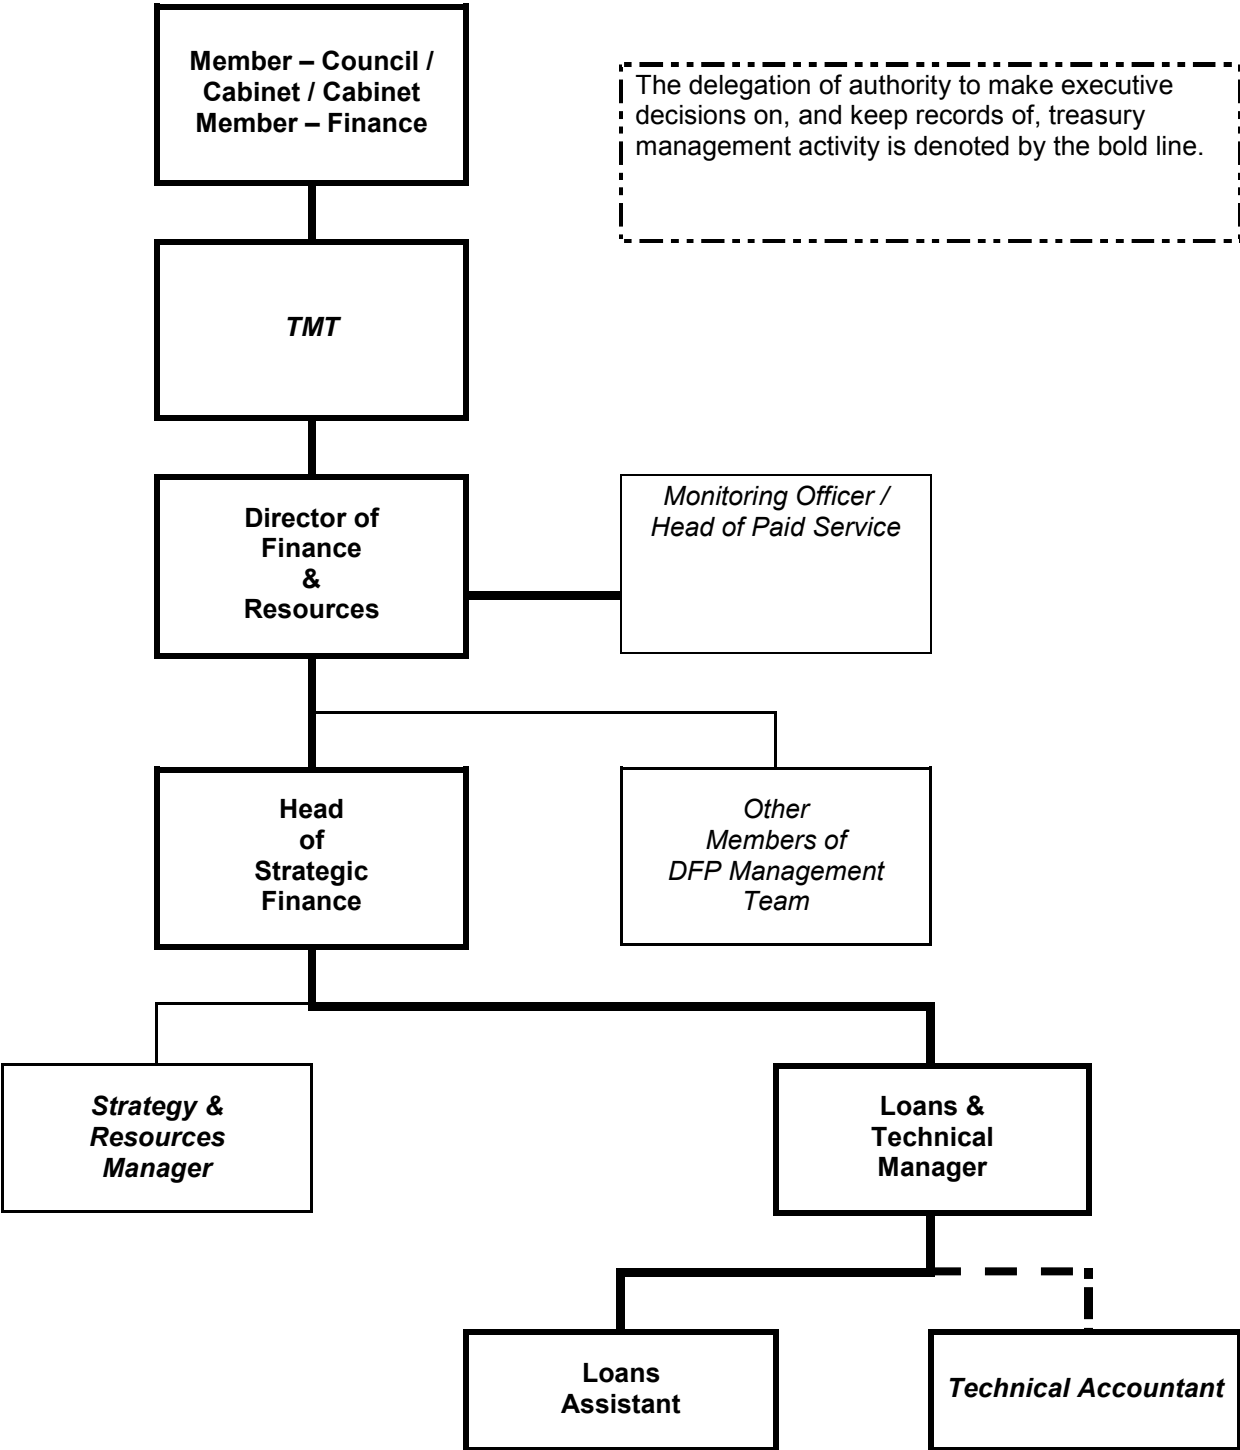 Member – Council /
Cabinet / Cabinet
Member – Finance
The delegation of authority to make executive
decisions on, and keep records of, treasury
management activity is denoted by the bold line.
TMT
Director of
Finance
&
Resources
Monitoring Officer /
Head of Paid Service
Head
of
Strategic
Finance
Other
Members of
DFP Management
Team
Strategy &
Resources
Manager
Loans &
Technical
Manager
Loans
Assistant
Technical Accountant